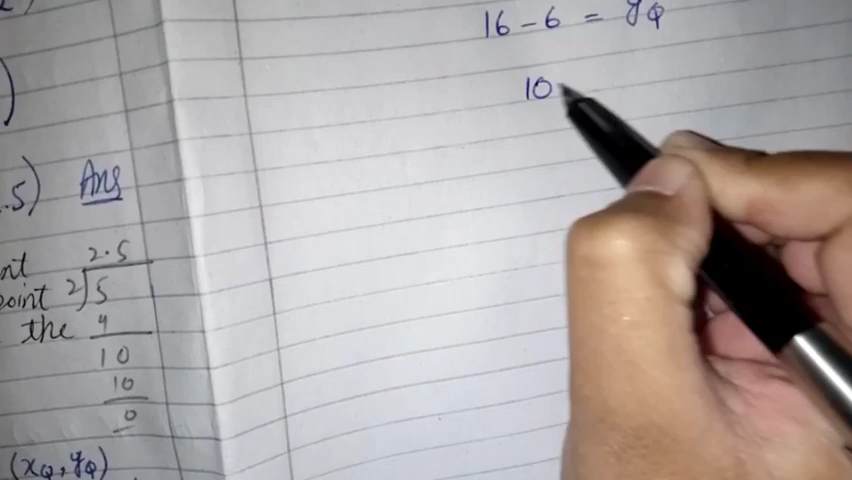 )
.5) Ans
nt
point
the
2.5
2)5
4
10
10
0
(xQ, yQ)
16 - 6 = yQ
10